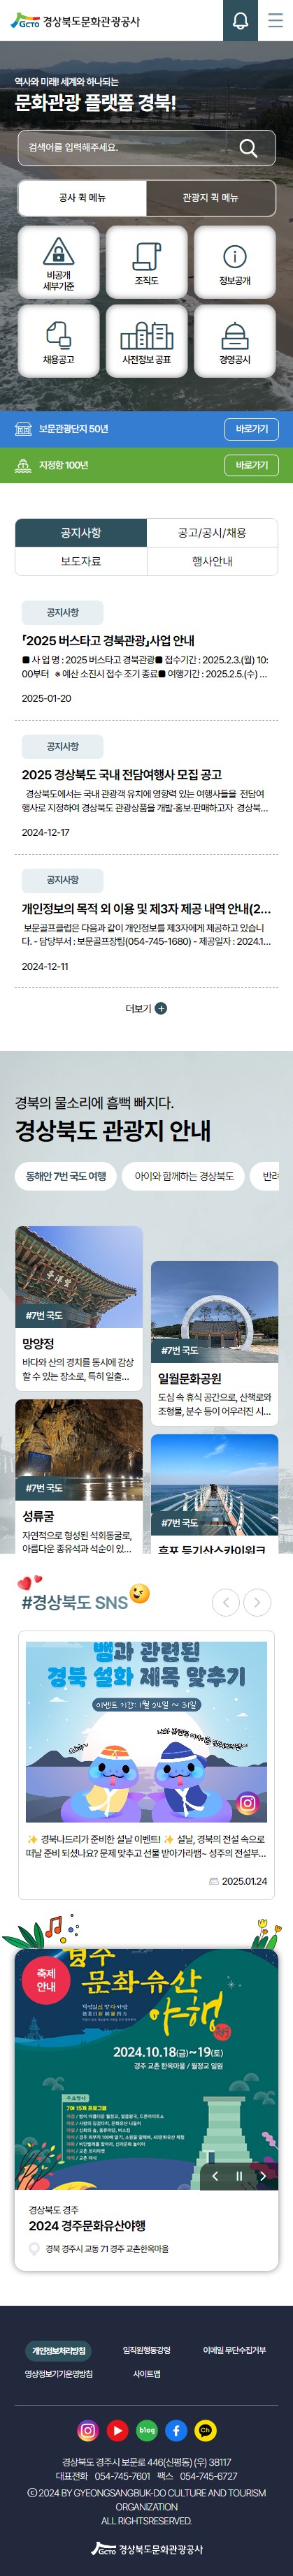 GCTO 경상북도문화관광공사
역사와 미래! 세계와 하나되는
문화관광 플랫폼 경북!
검색어를 입력해주세요.
공사 퀵 메뉴
관광지 퀵 메뉴
비공개
세부기준
조직도
정보공개
채용공고
사전정보 공표
경영공시
보문관광단지 50년
바로가기
지정항 100년
바로가기
공지사항
공고/공시/채용
보도자료
행사안내
공지사항
「2025 버스타고 경북관광」사업 안내
■ 사 업 명 : 2025 버스타고 경북관광■ 접수기간 : 2025.2.3.(월) 10:
00부터 ※ 예산 소진시 접수 조기 종료■ 여행기간 : 2025.2.5.(수) ...
2025-01-20
공지사항
2025 경상북도 국내 전담여행사 모집 공고
경상북도에서는 국내 관광객 유치에 영향력 있는 여행사들을 전담여
행사로 지정하여 경상북도 관광상품을 개발·홍보·판매하고자 경상북...
2024-12-17
공지사항
개인정보의 목적 외 이용 및 제3자 제공 내역 안내(2...
보문골프클럽은 다음과 같이 개인정보를 제3자에게 제공하고 있습니
다. - 담당부서 : 보문골프장팀(054-745-1680) - 제공일자 : 2024.1...
2024-12-11
더보기
경북의 물소리에 흠뻑 빠지다.
경상북도 관광지 안내
동해안 7번 국도 여행
아이와 함께하는 경상북도
반려
#7번 국도
망양정
바다와 산의 경치를 동시에 감상
할 수 있는 장소로, 특히 일출...
#7번 국도
일월문화공원
도심 속 휴식 공간으로, 산책로와
조형물, 분수 등이 어우러진 시...
#7번 국도
성류굴
자연적으로 형성된 석회동굴로,
아름다운 종유석과 석순이 있...
#7번 국도
후포 등기산스카이워크
#경상북도 SNS
뱀과 관련된
경북 설화 제목 맞추기
이벤트 기간: 1월 24일 ~ 31일
✨ 경북나드리가 준비한 설날 이벤트! ✨ 설날, 경북의 전설 속으로
떠날 준비 되셨나요? 문제 맞추고 선물 받아가라뱀~ 성주의 전설부...
2025.01.24
축제
안내
경주
문화유산
야행
2024.10.18(금)~19(토)
경주 교촌 한옥마을 / 월정교 일원
경상북도 경주
2024 경주문화유산야행
경북 경주시 교동 71 경주 교촌한옥마을
개인정보처리방침
임직원행동강령
이메일 무단수집거부
영상정보기기운영방침
사이트맵
blog
Ch
경상북도 경주시 보문로 446(신평동) (우) 38117
대표전화 054-745-7601 팩스 054-745-6727
ⓒ 2024 BY GYEONGSANGBUK-DO CULTURE AND TOURISM
ORGANIZATION
ALL RIGHTSRESERVED.
GCTO 경상북도문화관광공사